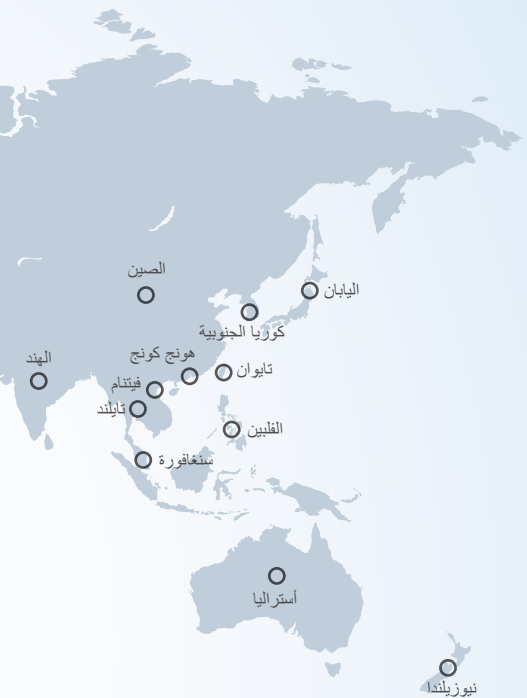 الصين
اليابان
كوريا الجنوبية
هونج كونج
تايوان
الهند
فيتنام
تايلند
الفلبين
سنغافورة
أستراليا
نيوزيلندا